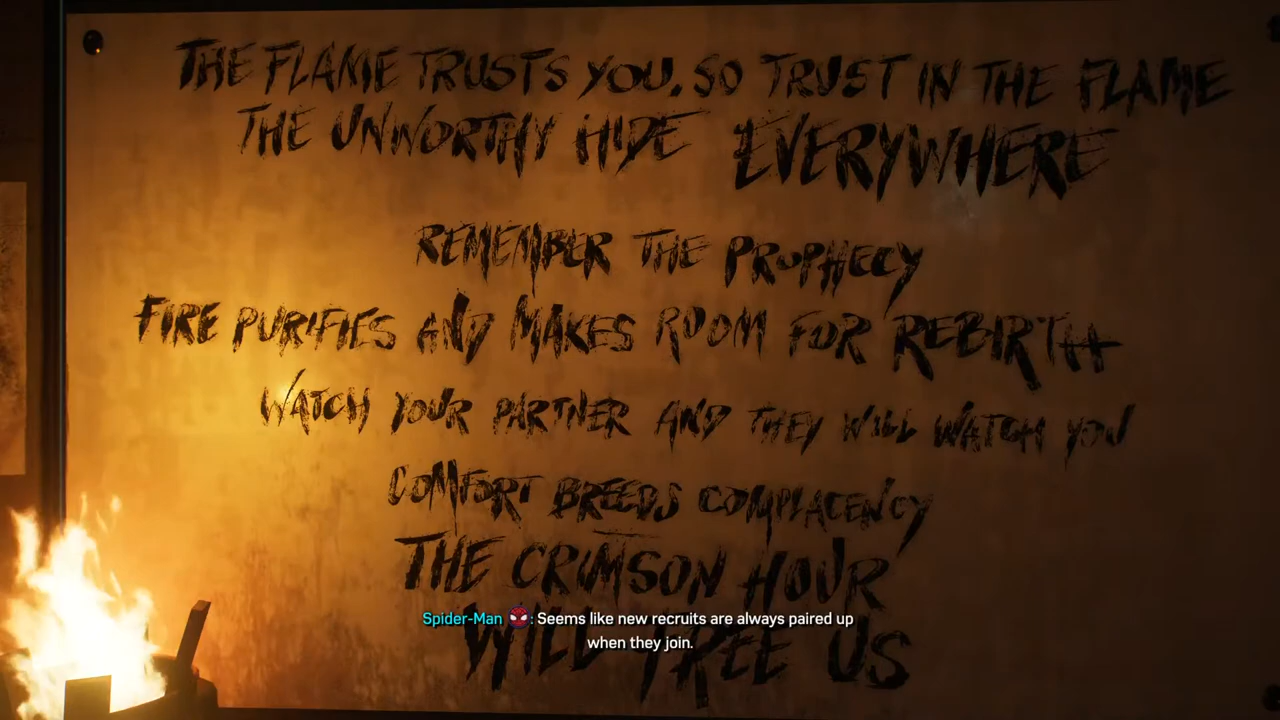 THE FLAME TRUSTS YOU, SO TRUST IN THE FLAME
THE UNWORTHY HIDE EVERYWHERE
REMEMBER THE PROPHECY
FIRE PURIFIES AND MAKES ROOM FOR REBIRTH
WATCH YOUR PARTNER AND THEY WILL WATCH YOU
COMFORT BREEDS COMPLACENCY
THE CRIMSON HOUR
WILL FREE US
Spider-Man: Seems like new recruits are always paired up
when they join.